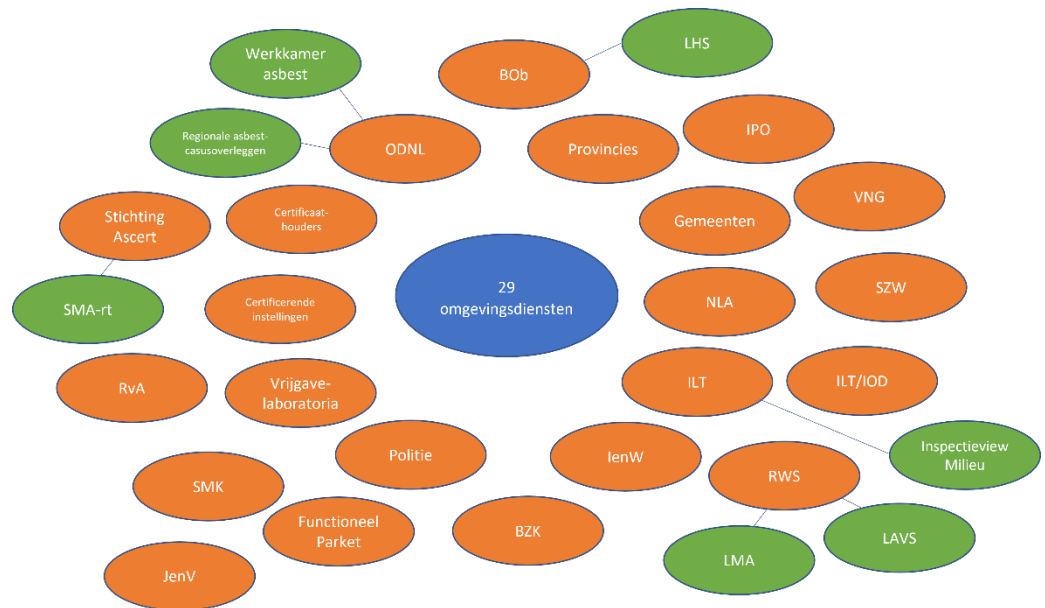 Werkkamer
asbest
BOb
LHS
Regionale asbest-
casusoverleggen
ODNL
Provincies
IPO
Stichting
Ascert
Certificaat-
houders
Gemeenten
VNG
29
omgevingsdiensten
SMA-rt
Certificerende
instellingen
NLA
SZW
RvA
Vrijgave-
laboratoria
ILT
ILT/IOD
Politie
IenW
Inspectieview
Milieu
SMK
RWS
Functioneel
Parket
BZK
LAVS
LMA
JenV